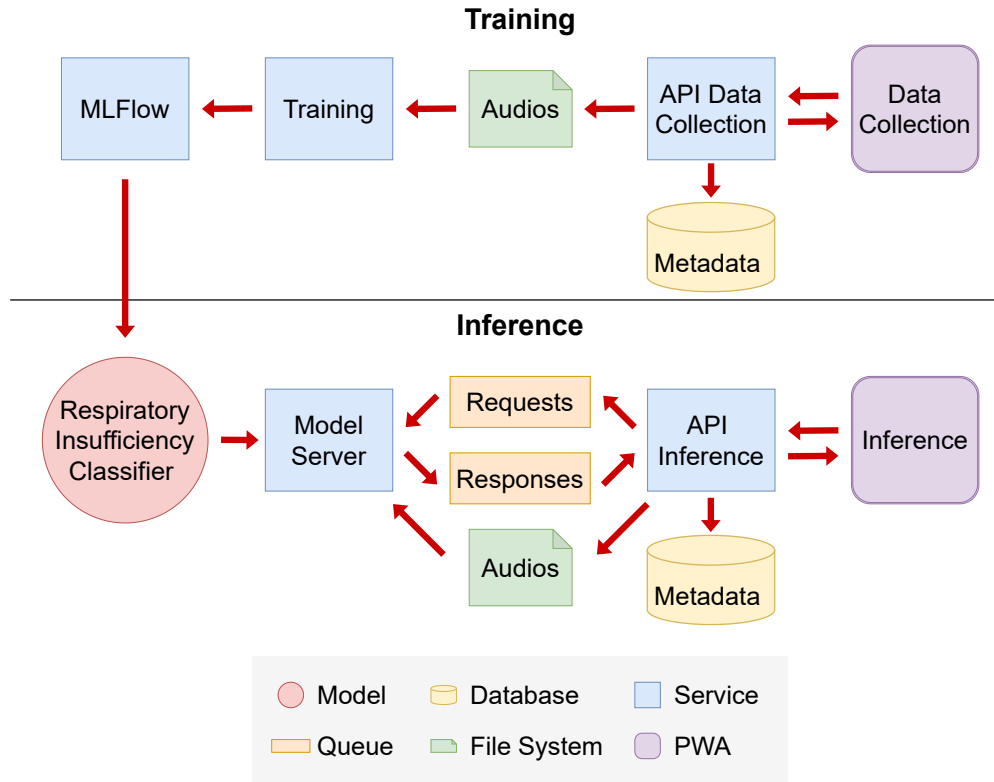 Training
MLFlow
Training
Audios
API Data
Collection
Data
Collection
Metadata
Inference
Respiratory
Insufficiency
Classifier
Model
Server
Requests
Responses
Audios
API
Inference
Inference
Metadata
Model
Database
Service
Queue
File System
PWA